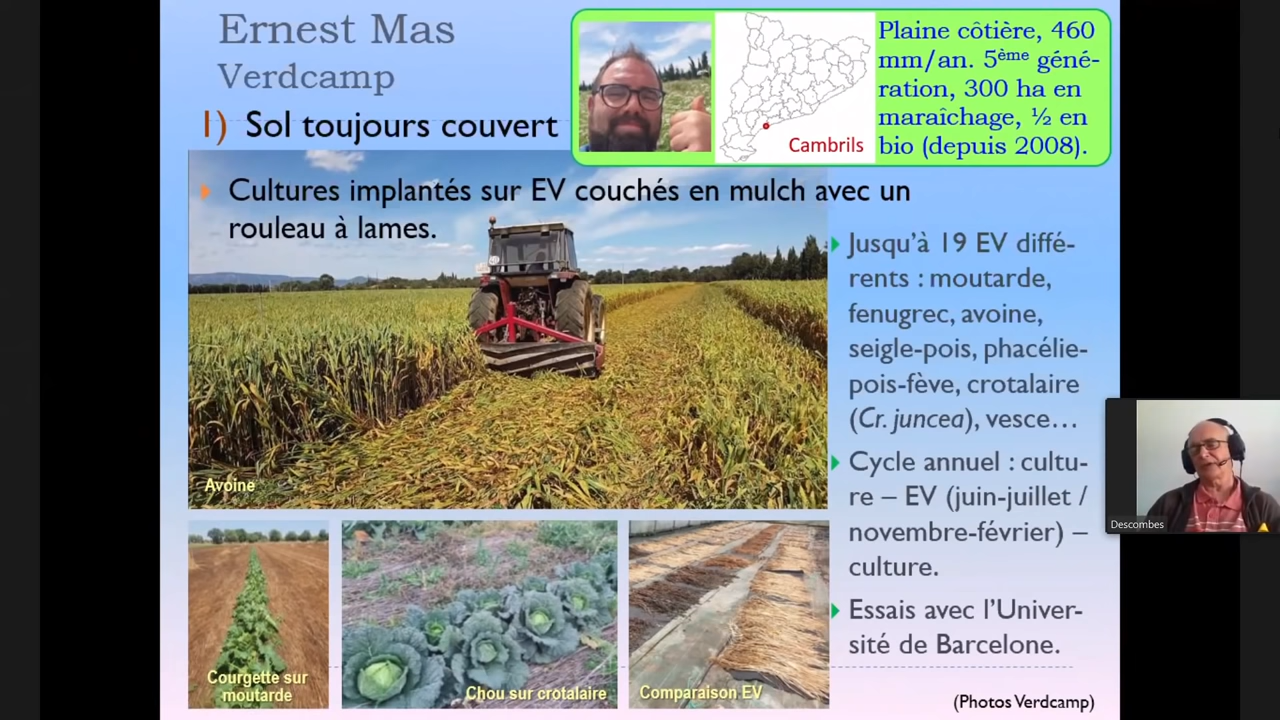 Ernest Mas
Verdcamp
1) Sol toujours couvert
Cambrils
Plaine côtière, 460
mm/an. 5ème géné-
ration, 300 ha en
maraîchage, ½ en
bio (depuis 2008).
Cultures implantés sur EV couchés en mulch avec un
rouleau à lames.
Avoine
Jusqu'à 19 EV diffé-
rents : moutarde,
fenugrec, avoine,
seigle-pois, phacélie-
pois-fève, crotalaire
(Cr. juncea), vesce…
Cycle annuel : cultu-
re – EV (juin-juillet /
novembre-février) –
culture.
Essais avec l'Univer-
sité de Barcelone.
Courgette sur
moutarde
Chou sur crotalaire
Comparaison EV
(Photos Verdcamp)
Descombes